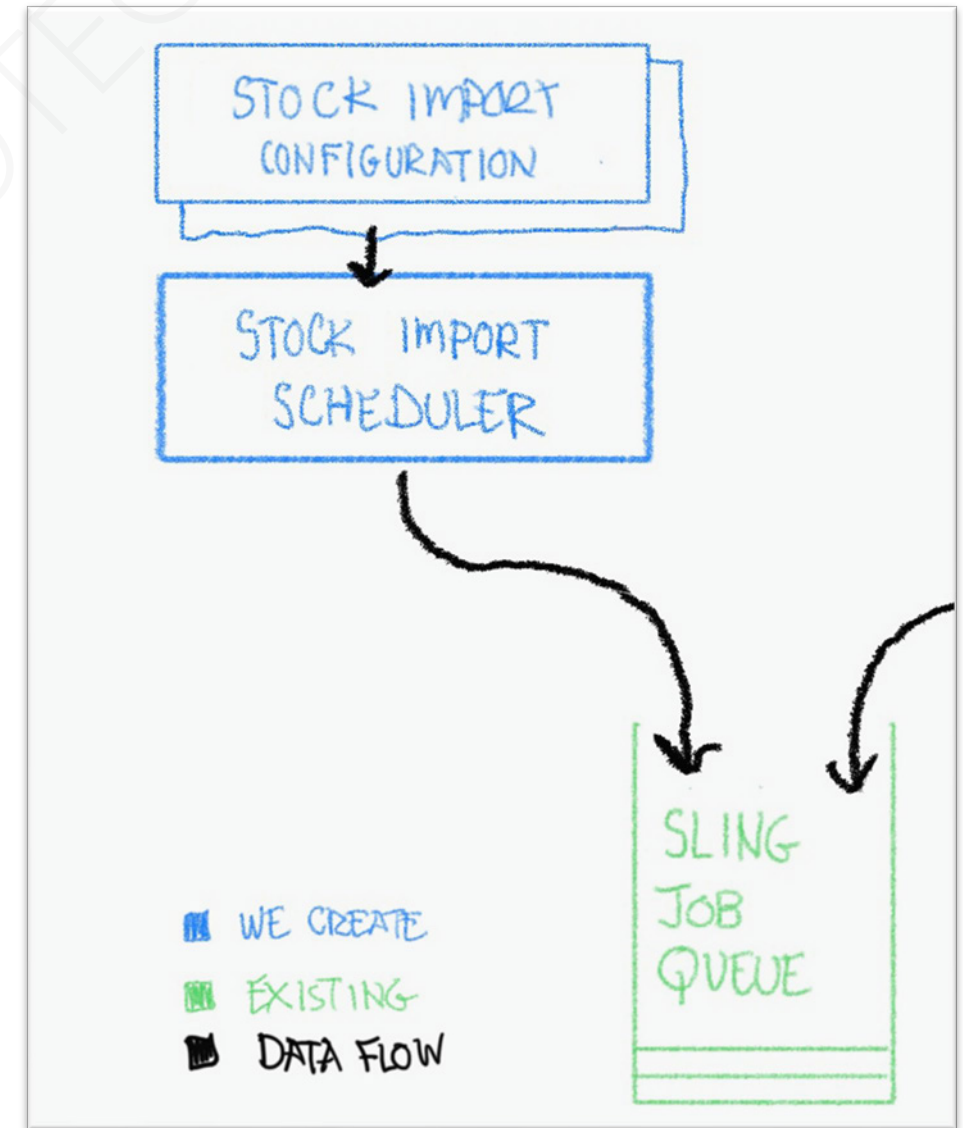 STOCK IMPORT
CONFIGURATION
STOCK IMPORT
SCHEDULER
SLING
JOB
QUEUE
WE CREATE
EXISTING
DATA FLOW